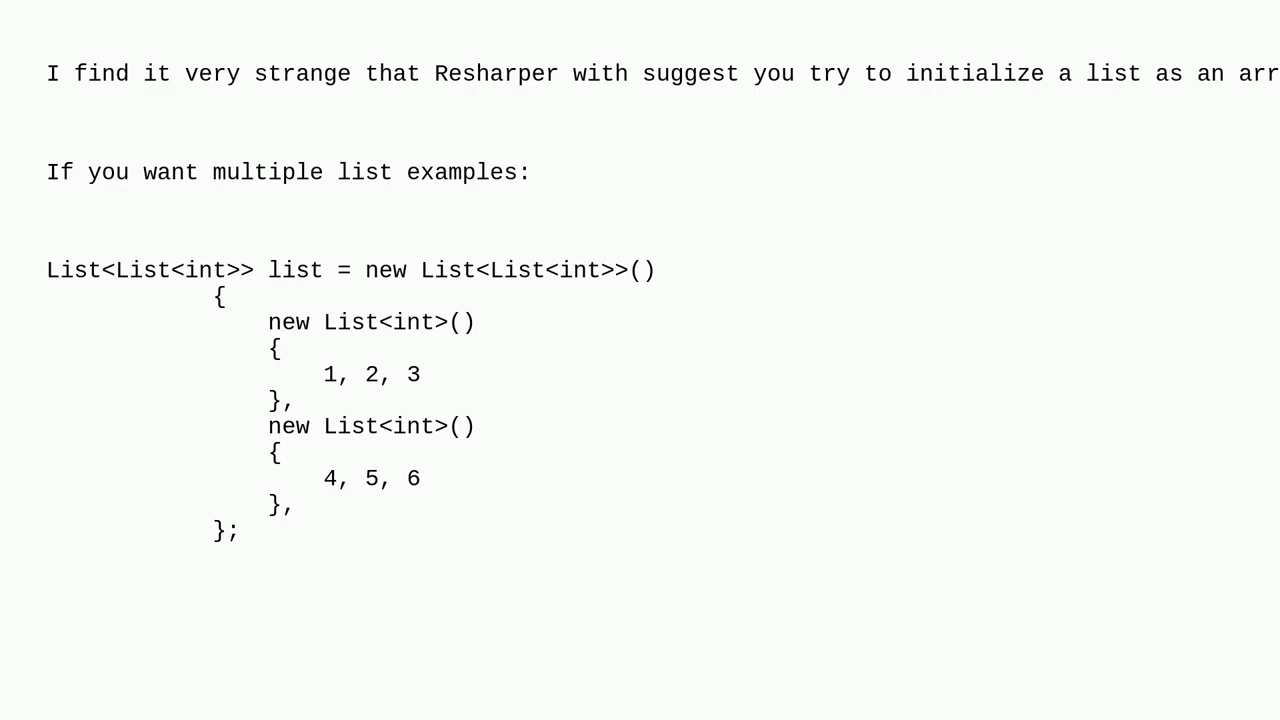 I find it very strange that Resharper with suggest you try to initialize a list as an
If you want multiple list examples:
List<List<int>> list = new List<List<int>>()
{
new List<int>()
{
1, 2, 3
},
new List<int>()
{
4, 5, 6
},
};